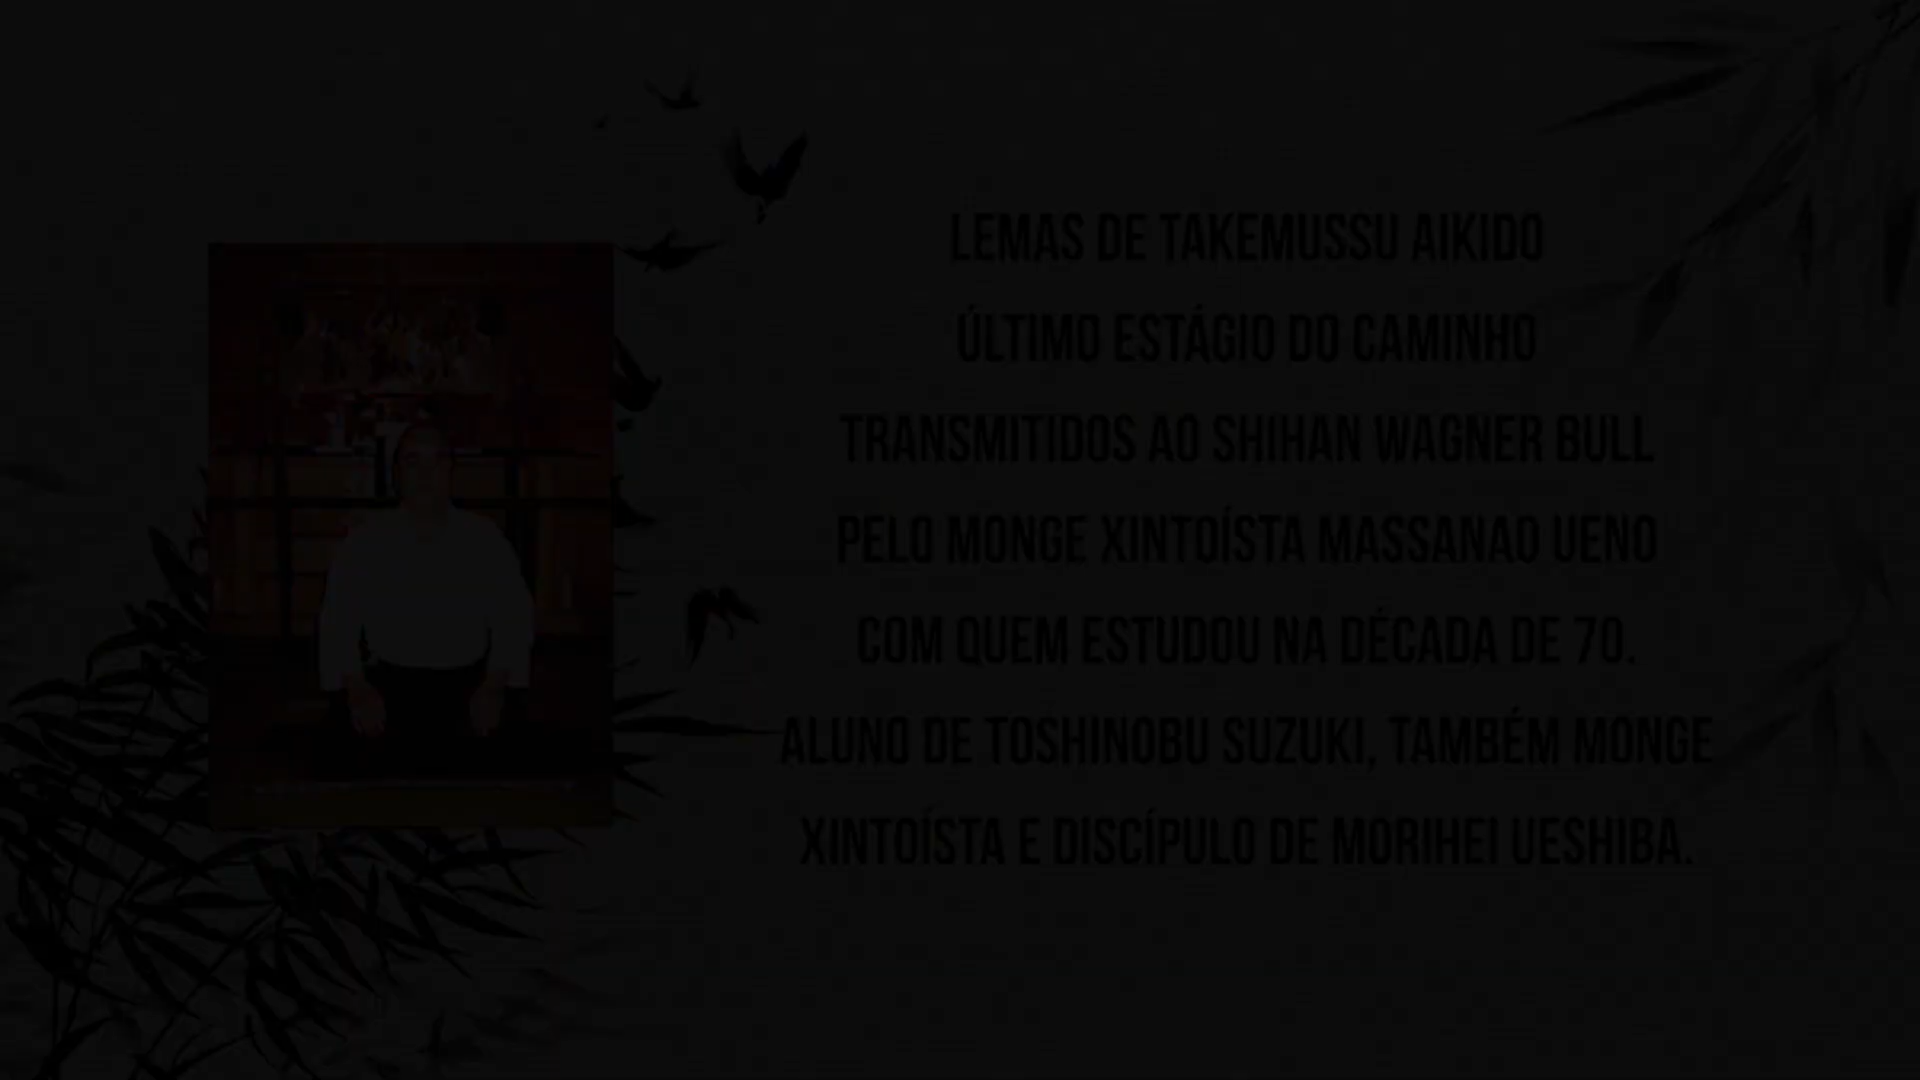 LEMAS DE TAKEMUSSU AIKIDO
ÚLTIMO ESTÁGIO DO CAMINHO
TRANSMITIDOS AO SHIHAN WAGNER BULL
PELO MONGE XINTOÍSTA MASSANAO UENO
COM QUEM ESTUDOU NA DÉCADA DE 70.
ALUNO DE TOSHINOBU SUZUKI, TAMBÉM MONGE
XINTOÍSTA E DISCÍPULO DE MORIHEI UESHIBA.